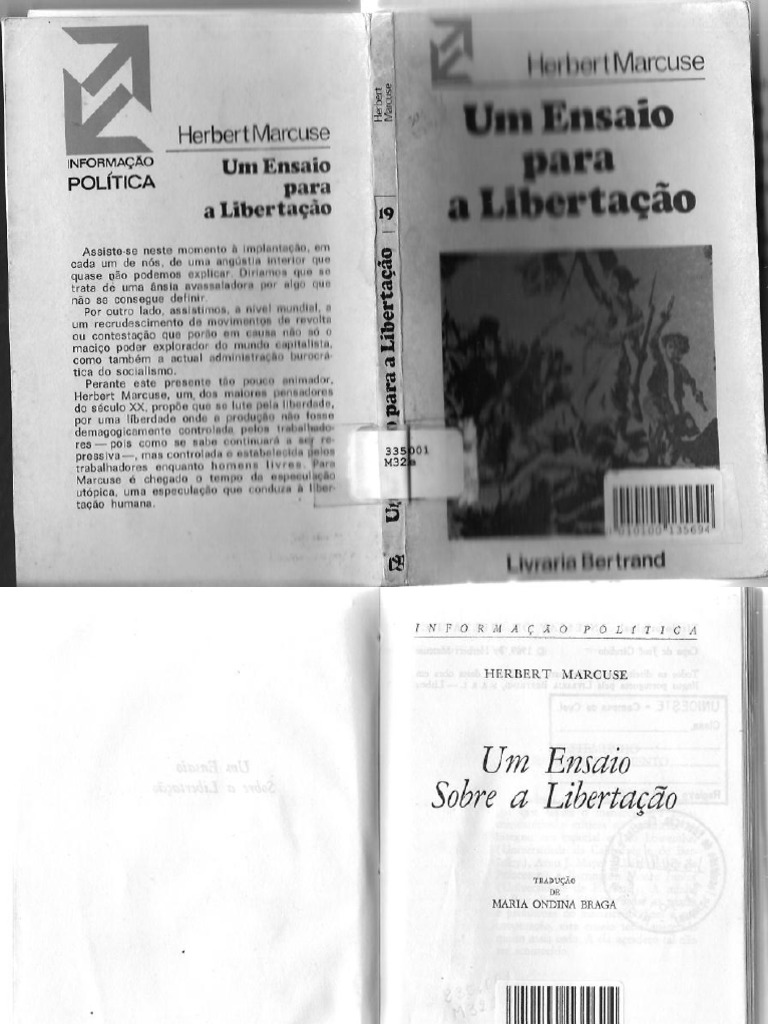 INFORMAÇÃO
POLÍTICA
Herbert Marcuse
Um Ensaio
para
a Libertação
Assiste-se neste momento à implantação, em
cada um de nós, de uma angústia interior que
quase não podemos explicar. Diríamos que se
trata de uma ânsia avassaladora por algo que
não se consegue definir.
Por outro lado, assistimos, a nível mundial, a
um recrudescimento de movimentos de revolta
ou contestação que porão em causa não só o
maciço poder explorador do mundo capitalista,
como também a actual administração burocrá-
tica do socialismo.
Perante este presente tão pouco animador,
Herbert Marcuse, um dos maiores pensadores
do século XX, propõe que se lute pela liberdade,
por uma liberdade onde a produção não fosse
demagogicamente controlada pelos trabalhado-
res — pois como se sabe continuará a ser re-
pressiva —, mas controlada e estabelecida pelos
trabalhadores enquanto homens livres. Para
Marcuse é chegado o tempo da especulação
utópica, uma especulação que conduza à liber-
tação humana.
Herbert
Marcuse
19
para a Libertação
335001
M32
Herbert Marcuse
Um Ensaio
para
a Libertação
1010100 135694
Livraria Bertrand
INFORMAÇÃO POLÍTICA
HERBERT MARCUSE
Um Ensaio
Sobre a Libertação
TRADUÇÃO
DE
MARIA ONDINA BRAGA